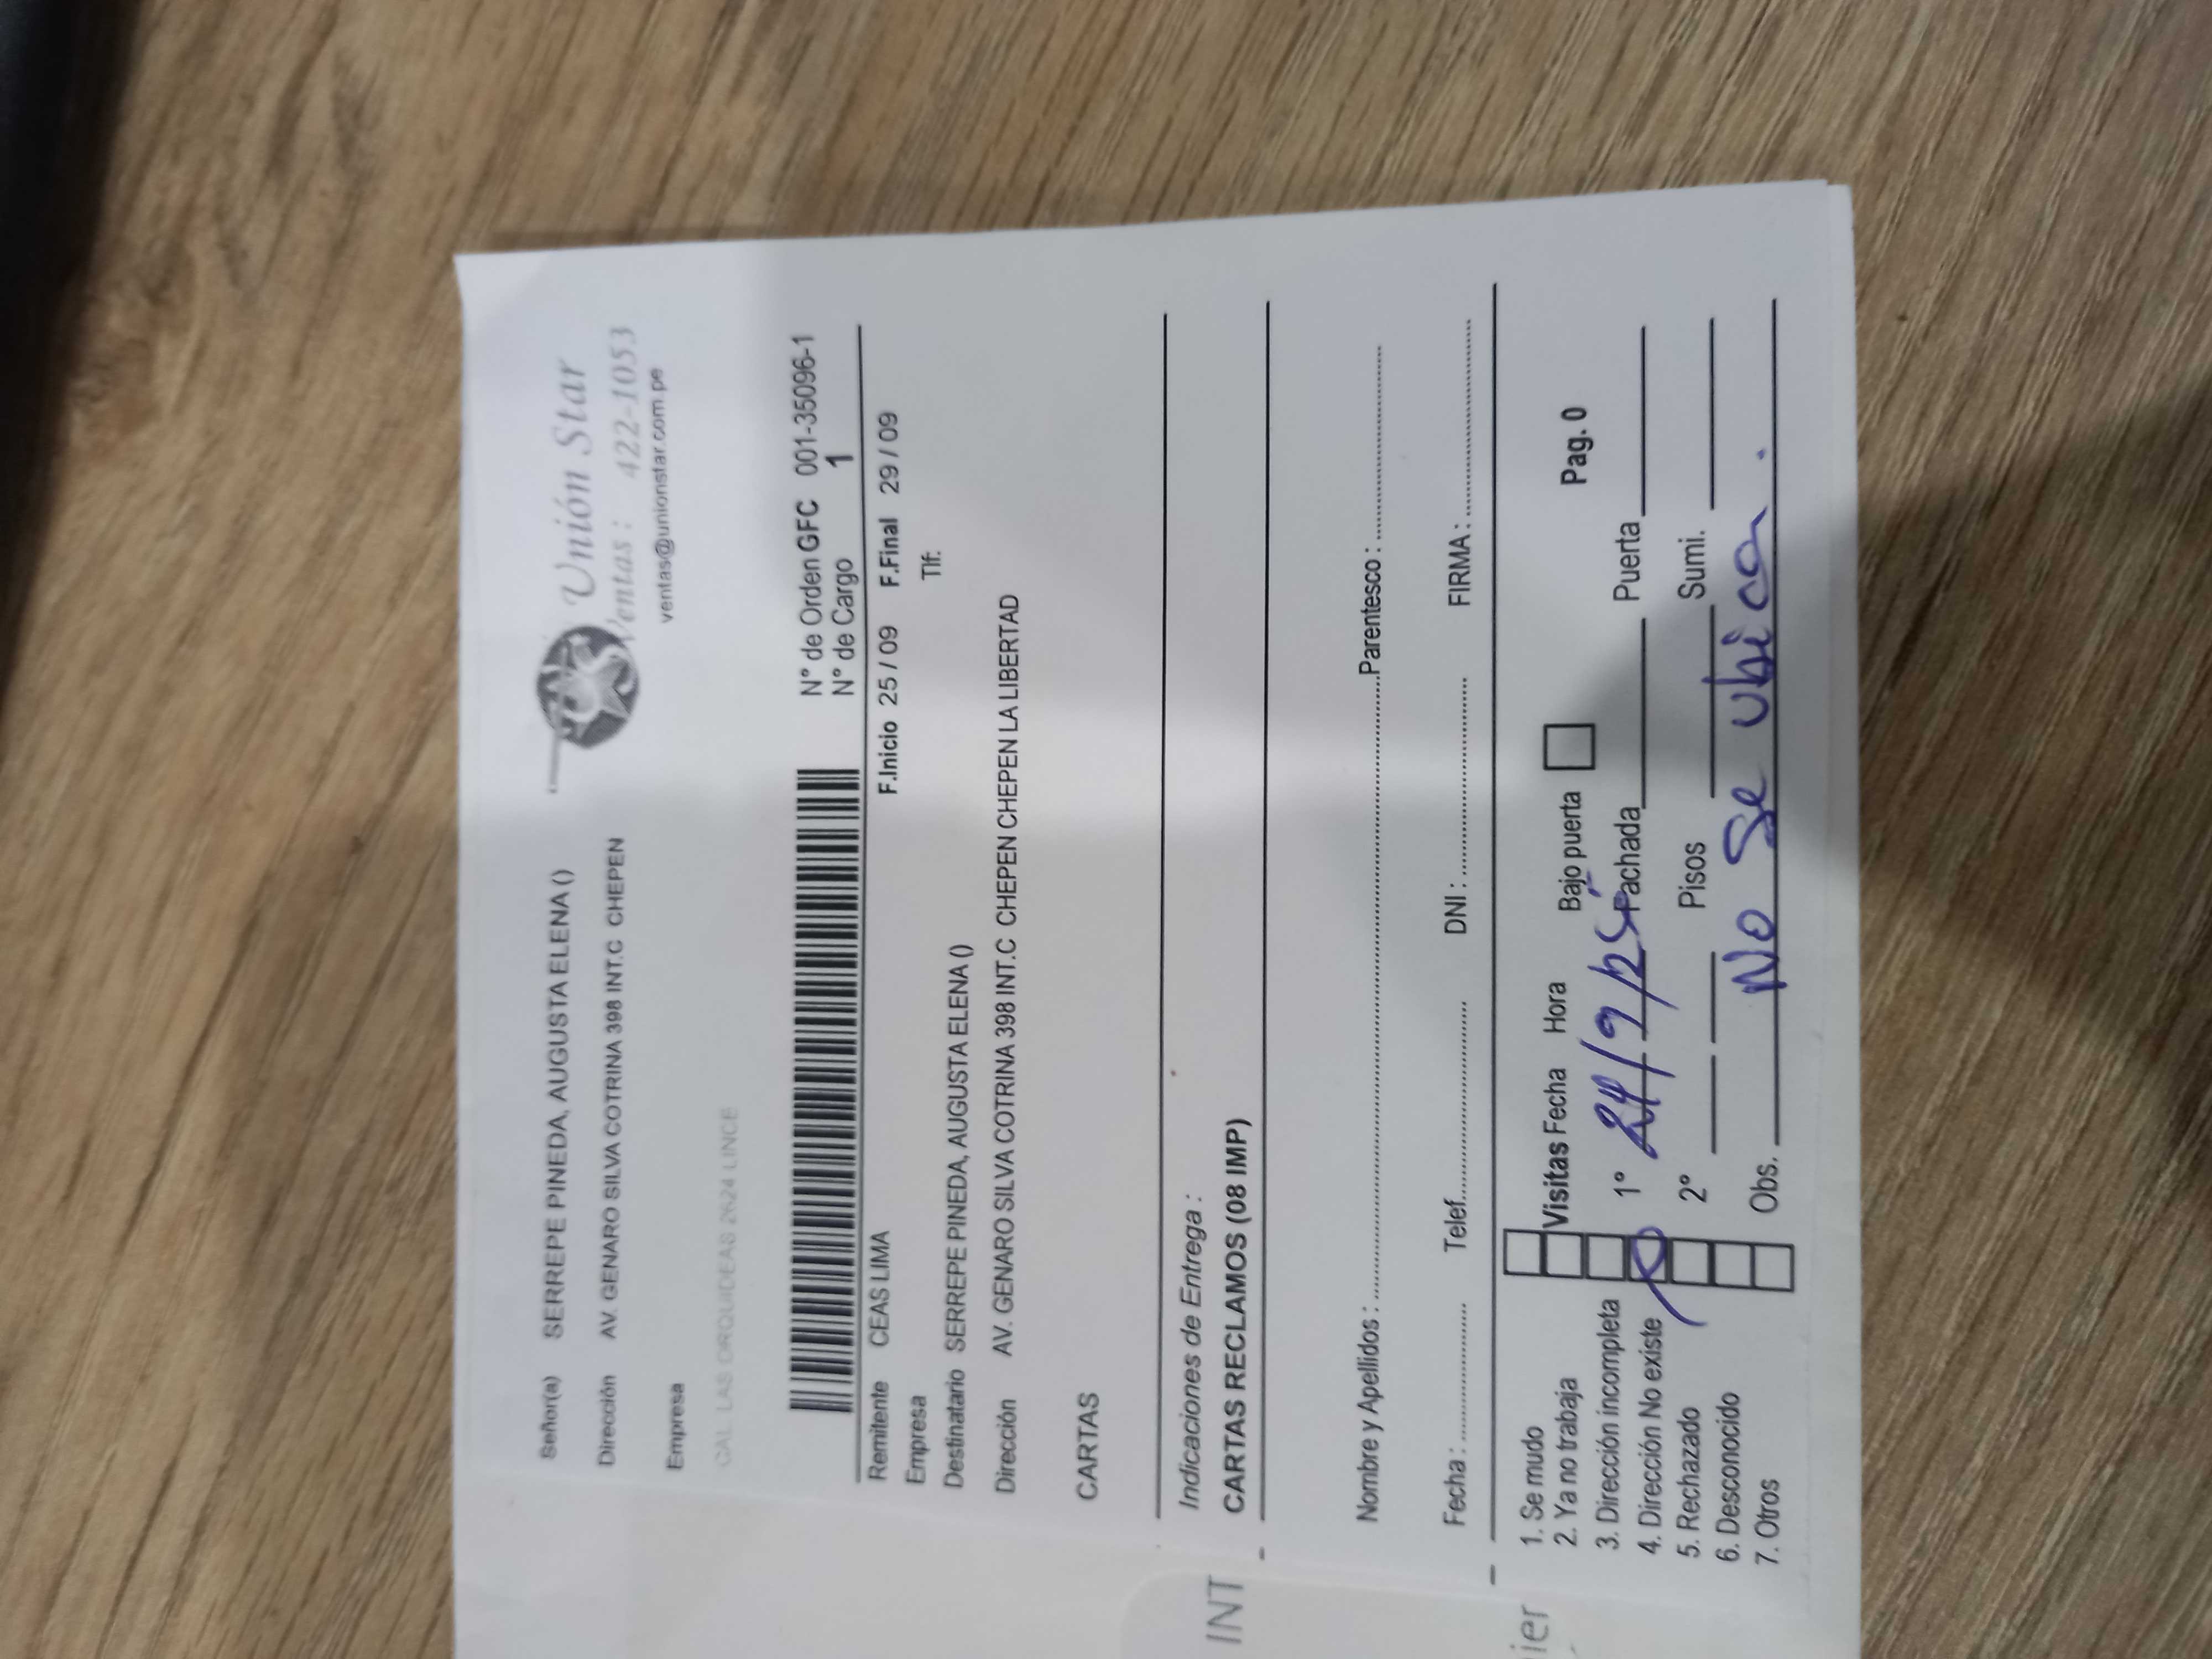 Señor(a) SERREPE PINEDA, AUGUSTA ELENA ()
Dirección AV. GENARO SILVA COTRINA 398 INT.C CHEPEN
Empresa
CAL. LAS ORQUIDEAS 2624 LINCE
Unión Star
Ventas : 422-1053
ventas@unionstar.com.pe
N° de Orden GFC 001-35096-1
N° de Cargo 1
Remitente CEAS LIMA F.Inicio 25 / 09 F.Final 29 / 09
Empresa Tlf:
Destinatario SERREPE PINEDA, AUGUSTA ELENA ()
Dirección AV. GENARO SILVA COTRINA 398 INT.C CHEPEN CHEPEN LA LIBERTAD
CARTAS
Indicaciones de Entrega :
CARTAS RECLAMOS (08 IMP)
INT
Nombre y Apellidos : Parentesco :
Fecha : Telef. DNI : FIRMA :
ier
1. Se mudo
2. Ya no trabaja Visitas Fecha Hora Bajo puerta Pag. 0
3. Dirección incompleta 1° Fachada Puerta
4. Dirección No existe
5. Rechazado 2° Pisos Sumi.
6. Desconocido
7. Otros Obs. No se ubica.